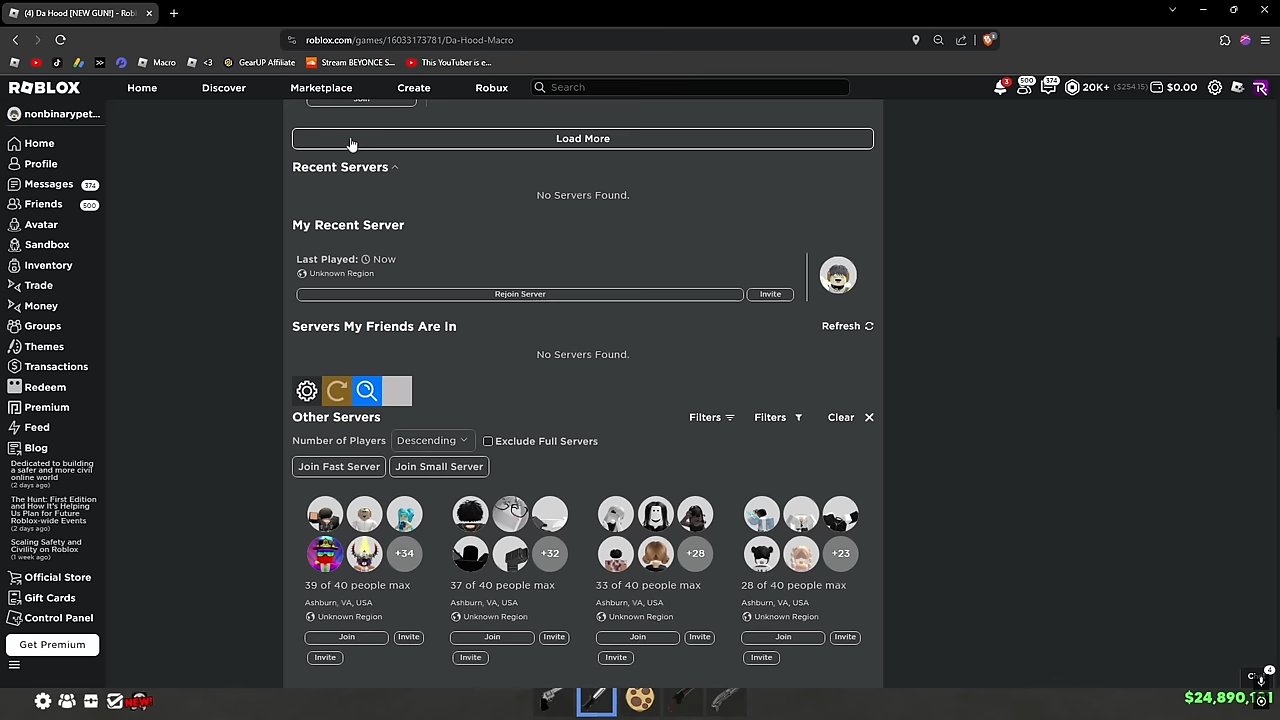 (4) Da Hood [NEW GUN!] - Robl
roblox.com/games/16033173781/Da-Hood-Macro
Macro <3 GearUP Affiliate Stream BEYONCE S... This YouTuber is c...
ROBLOX Home Discover Marketplace Create Robux Search 3 500 374 20K+ ($254.15) $0.00
nonbinarypet...
Home
Profile
Messages 374
Friends 500
Avatar
Sandbox
Inventory
Trade
Money
Groups
Themes
Transactions
Redeem
Premium
Feed
Blog
Dedicated to building
a safer and more civil
online world
(2 days ago)
The Hunt: First Edition
and How It's Helping
Us Plan for Future
Roblox-wide Events
(2 days ago)
Scaling Safety and
Civility on Roblox
(1 week ago)
Official Store
Gift Cards
Control Panel
Get Premium
Join
Load More
Recent Servers
No Servers Found.
My Recent Server
Last Played: Now
Unknown Region
Rejoin Server Invite
Servers My Friends Are In Refresh
No Servers Found.
Other Servers Filters Filters Clear
Number of Players Descending Exclude Full Servers
Join Fast Server Join Small Server
+34 +32 +28 +23
39 of 40 people max 37 of 40 people max 33 of 40 people max 28 of 40 people max
Ashburn, VA, USA Ashburn, VA, USA Ashburn, VA, USA Ashburn, VA, USA
Unknown Region Unknown Region Unknown Region Unknown Region
Join Invite Join Invite Join Invite Join Invite
Invite Invite Invite Invite
4
NEW!